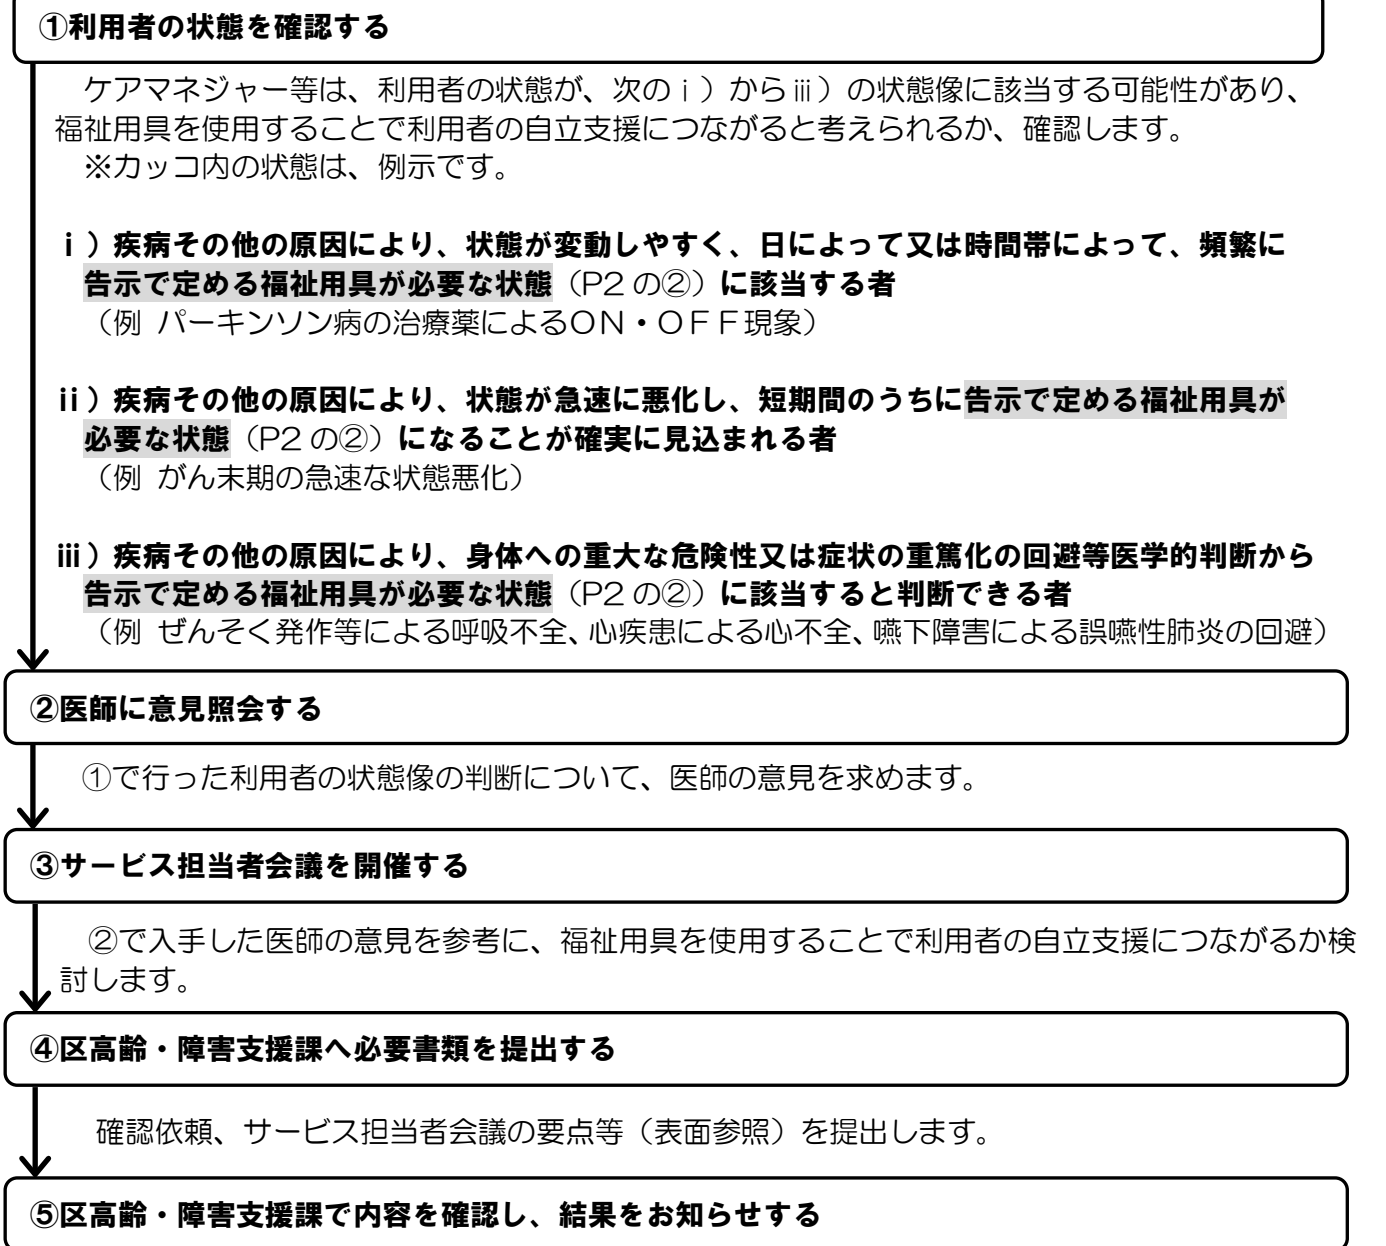 ①利用者の状態を確認する
ケアマネジャー等は、利用者の状態が、次のⅰ）からⅲ）の状態像に該当する可能性があり、
福祉用具を使用することで利用者の自立支援につながると考えられるか、確認します。
※カッコ内の状態は、例示です。
ⅰ）疾病その他の原因により、状態が変動しやすく、日によって又は時間帯によって、頻繁に
告示で定める福祉用具が必要な状態（P2 の②）に該当する者
（例 パーキンソン病の治療薬によるＯＮ・ＯＦＦ現象）
ⅱ）疾病その他の原因により、状態が急速に悪化し、短期間のうちに告示で定める福祉用具が
必要な状態（P2 の②）になることが確実に見込まれる者
（例 がん末期の急速な状態悪化）
ⅲ）疾病その他の原因により、身体への重大な危険性又は症状の重篤化の回避等医学的判断から
告示で定める福祉用具が必要な状態（P2 の②）に該当すると判断できる者
（例 ぜんそく発作等による呼吸不全、心疾患による心不全、嚥下障害による誤嚥性肺炎の回避）
②医師に意見照会する
①で行った利用者の状態像の判断について、医師の意見を求めます。
③サービス担当者会議を開催する
②で入手した医師の意見を参考に、福祉用具を使用することで利用者の自立支援につながるか検
討します。
④区高齢・障害支援課へ必要書類を提出する
確認依頼、サービス担当者会議の要点等（表面参照）を提出します。
⑤区高齢・障害支援課で内容を確認し、結果をお知らせする